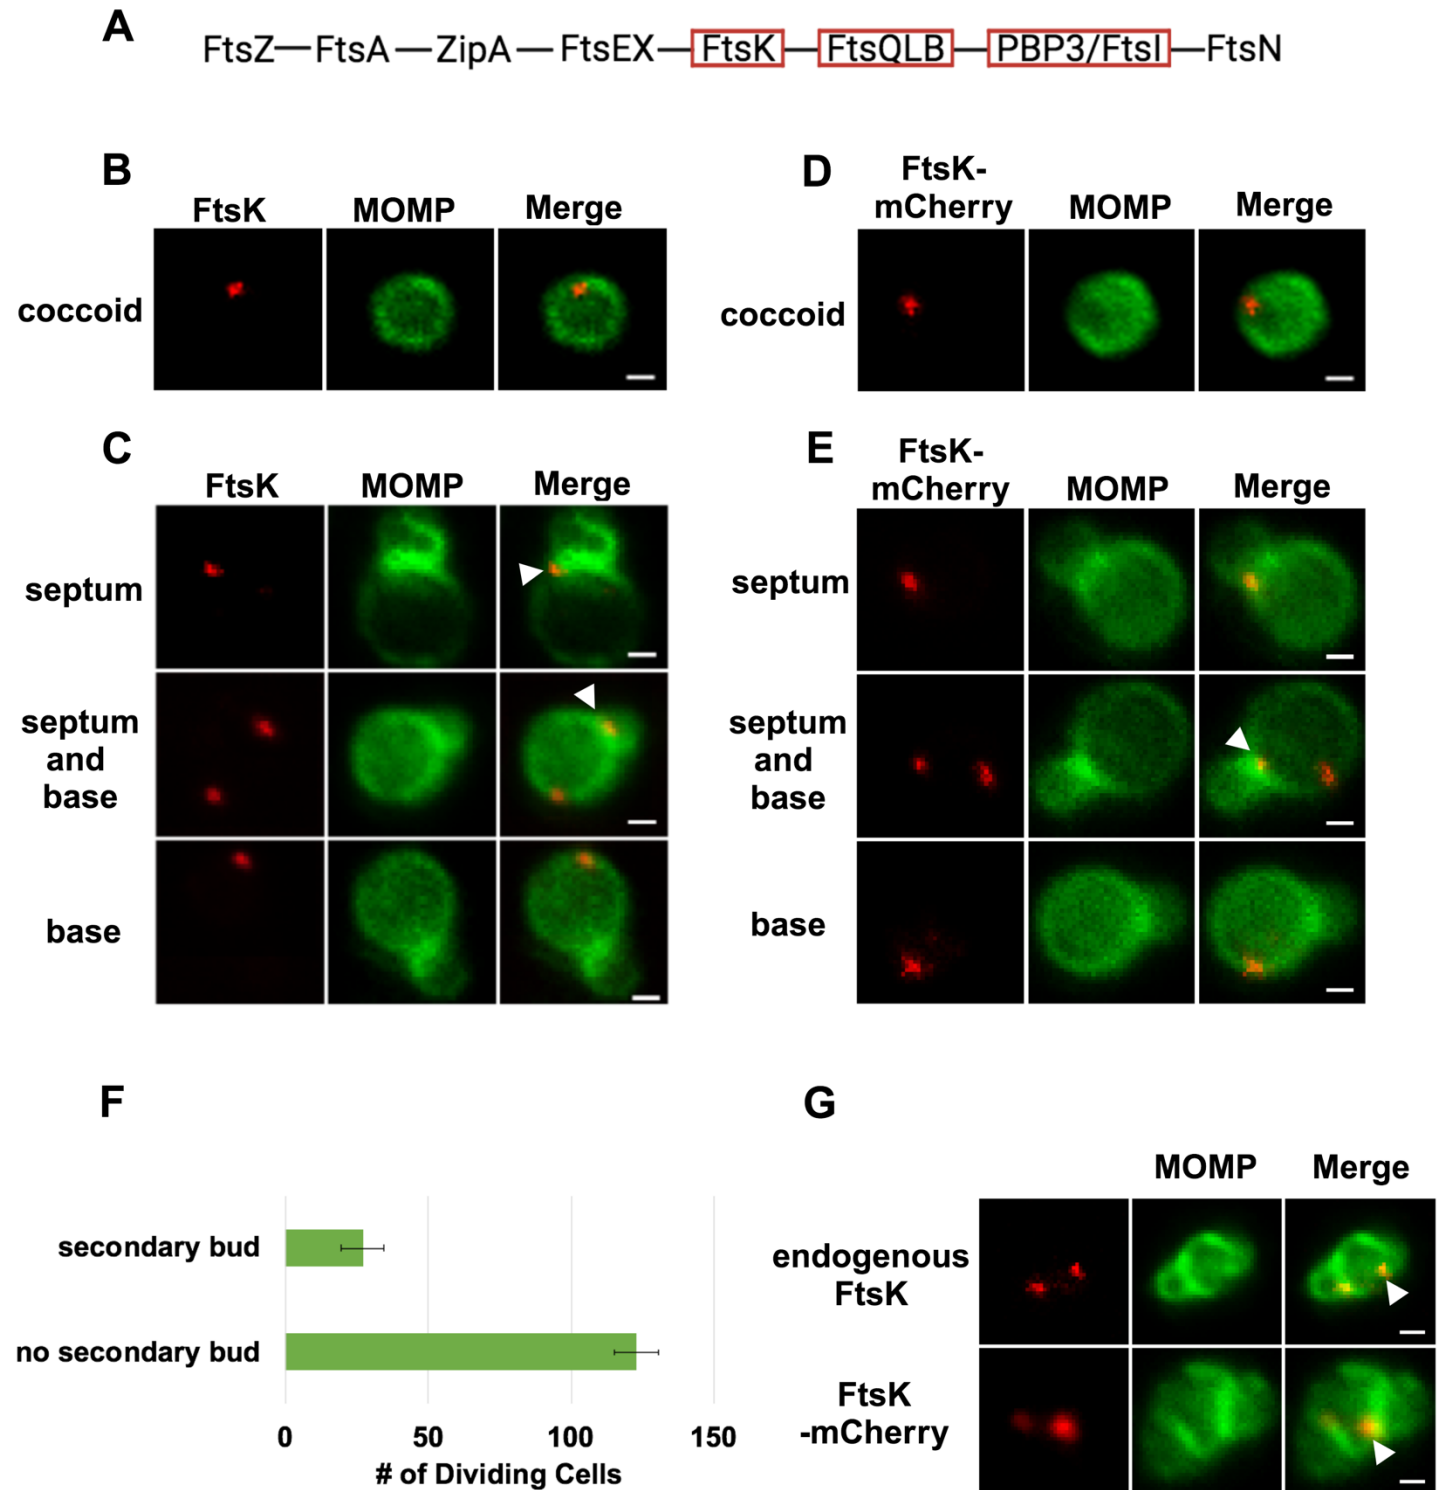 A
FtsZ—FtsA—ZipA—FtsEX—FtsK—FtsQLB—PBP3/FtsI—FtsN
B
FtsK MOMP Merge
coccoid
D
FtsK-
mCherry MOMP Merge
coccoid
C
FtsK MOMP Merge
septum
septum
and
base
base
E
FtsK-
mCherry MOMP Merge
septum
septum
and
base
base
F
secondary bud
no secondary bud
0 50 100 150
# of Dividing Cells
G
MOMP Merge
endogenous
FtsK
FtsK
-mCherry